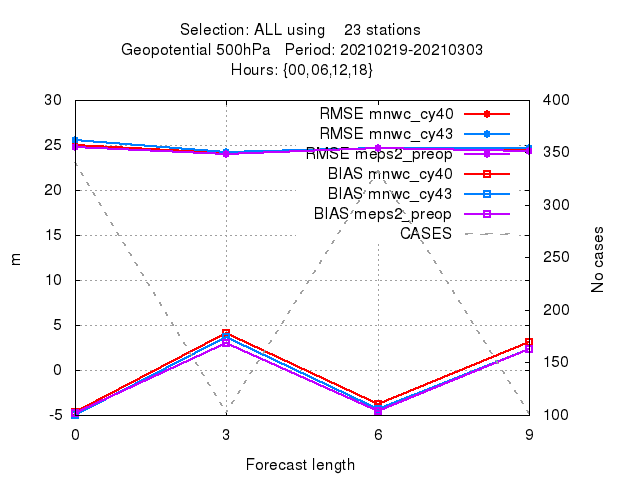 Selection: ALL using 23 stations
Geopotential 500hPa Period: 20210219-20210303
Hours: {00,06,12,18}
30
25
20
15
10
5
0
-5
400
350
300
250
200
150
100
0 3 6 9
m
No cases
Forecast length
RMSE mnwc_cy40
RMSE mnwc_cy43
RMSE meps2_preop
BIAS mnwc_cy40
BIAS mnwc_cy43
BIAS meps2_preop
CASES